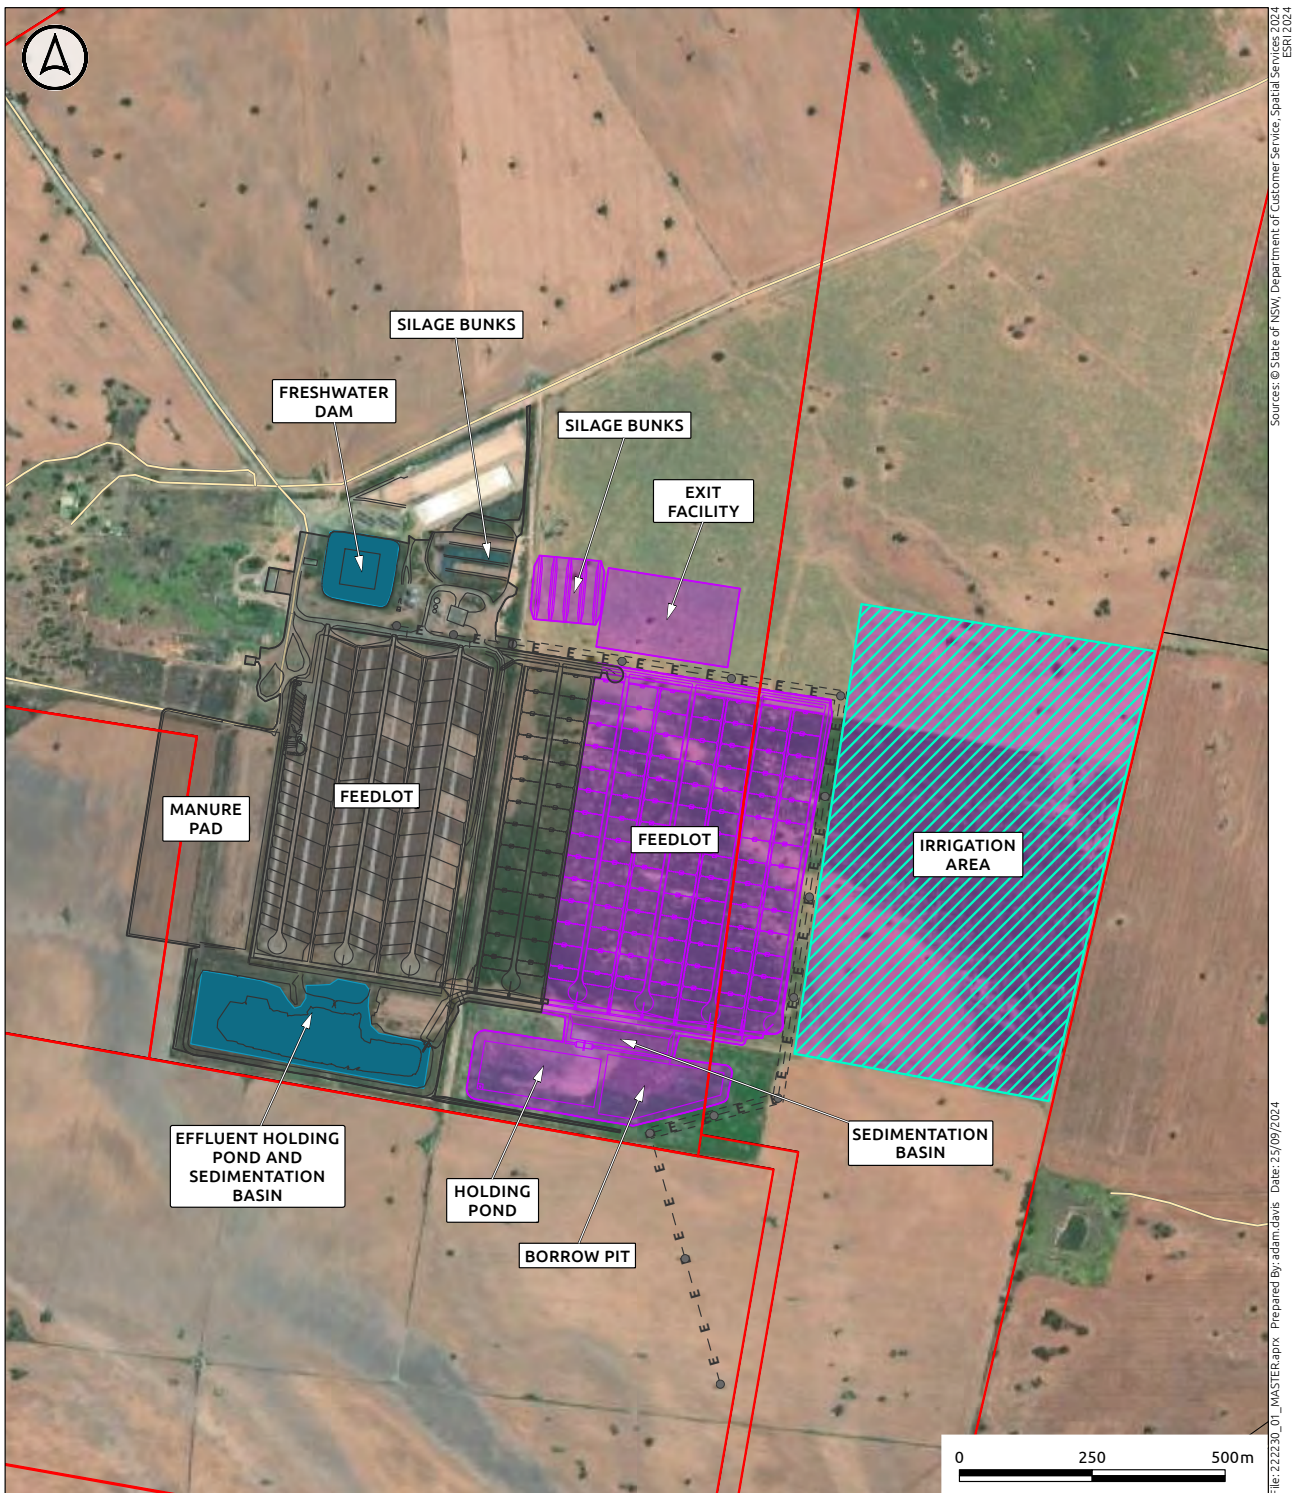 SILAGE BUNKS
FRESHWATER
DAM
SILAGE BUNKS
EXIT
FACILITY
E
E
E
E
E
E
E
E
E
E
E
FEEDLOT
MANURE
PAD
FEEDLOT
IRRIGATION
AREA
E
E
E
E
E
E
E
E
E
E
E
SEDIMENTATION
BASIN
EFFLUENT HOLDING
POND AND
SEDIMENTATION
BASIN
HOLDING
POND
BORROW PIT
E
E
E
E
E
E
E
0 250 500m
Sources: © State of NSW, Department of Customer Service, Spatial Services 2024
ESRI 2024
File: 222230_01_MASTER.aprx Prepared By: adam.davis Date: 25/09/2024